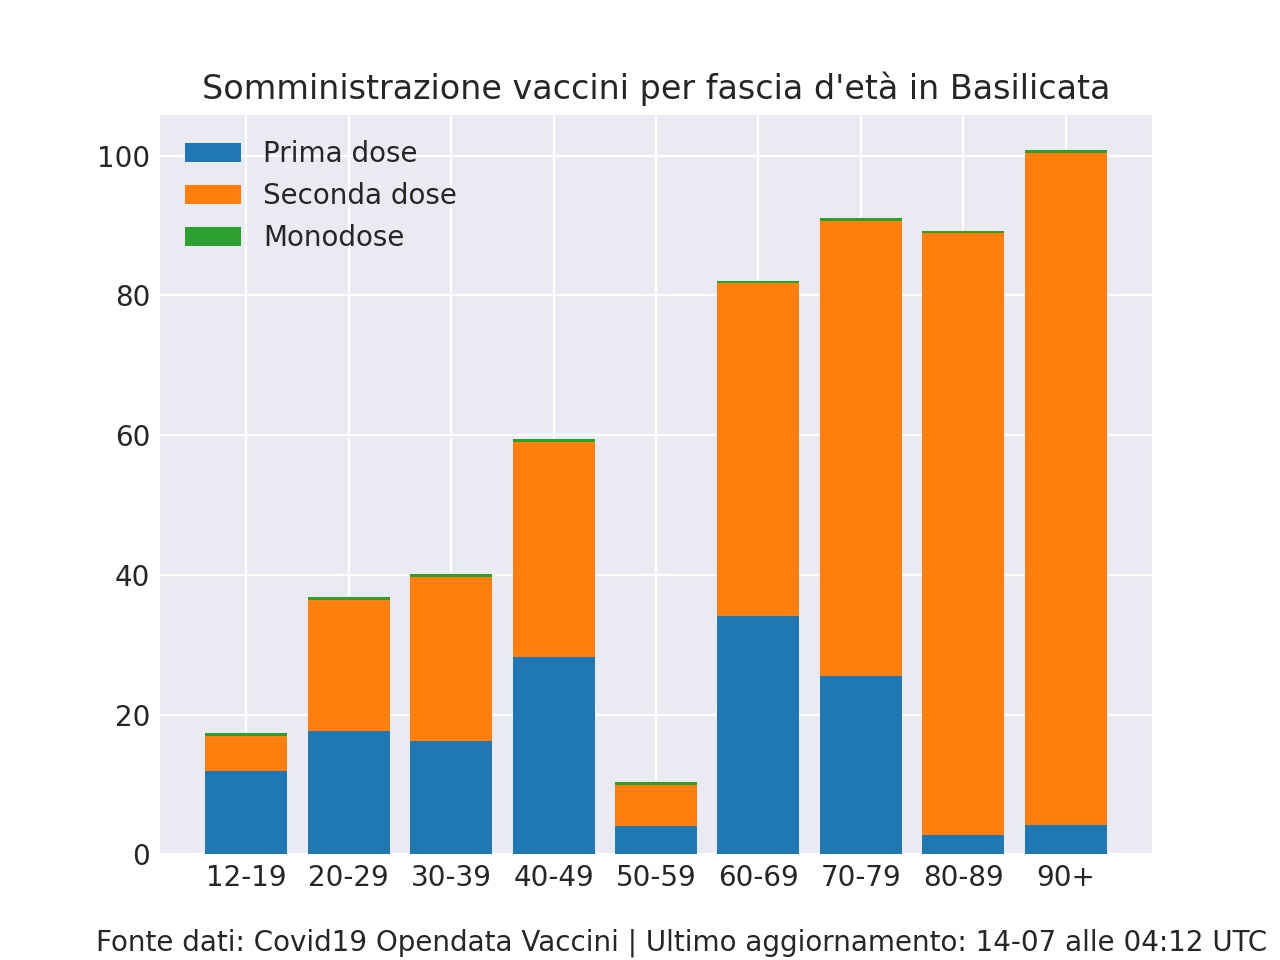 Somministrazione vaccini per fascia d'età in Basilicata
Prima dose
Seconda dose
Monodose
100
80
60
40
20
0
12-19 20-29 30-39 40-49 50-59 60-69 70-79 80-89 90+
Fonte dati: Covid19 Opendata Vaccini | Ultimo aggiornamento: 14-07 alle 04:12 UTC